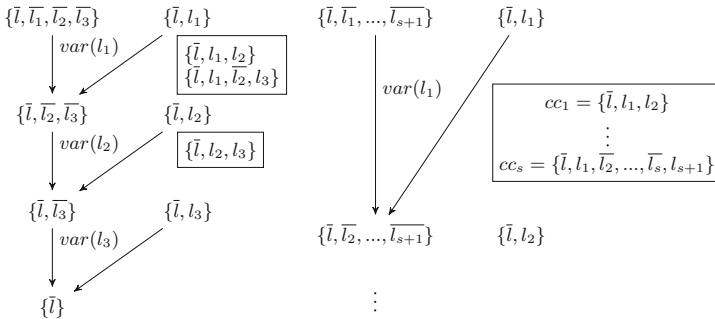 {l̄, l̄₁, l̄₂, l̄₃} {l̄, l₁}
var(l₁)
{l̄, l₁, l₂}
{l̄, l₁, l̄₂, l₃}
{l̄, l̄₂, l̄₃} {l̄, l₂}
var(l₂)
{l̄, l₂, l₃}
{l̄, l̄₃} {l̄, l₃}
var(l₃)
{l̄}
{l̄, l̄₁, ..., l̄ₛ₊₁} {l̄, l₁}
var(l₁)
cc₁ = {l̄, l₁, l₂}
⋮
ccₛ = {l̄, l₁, l̄₂, ..., l̄ₛ, lₛ₊₁}
{l̄, l̄₂, ..., l̄ₛ₊₁} {l̄, l₂}
⋮